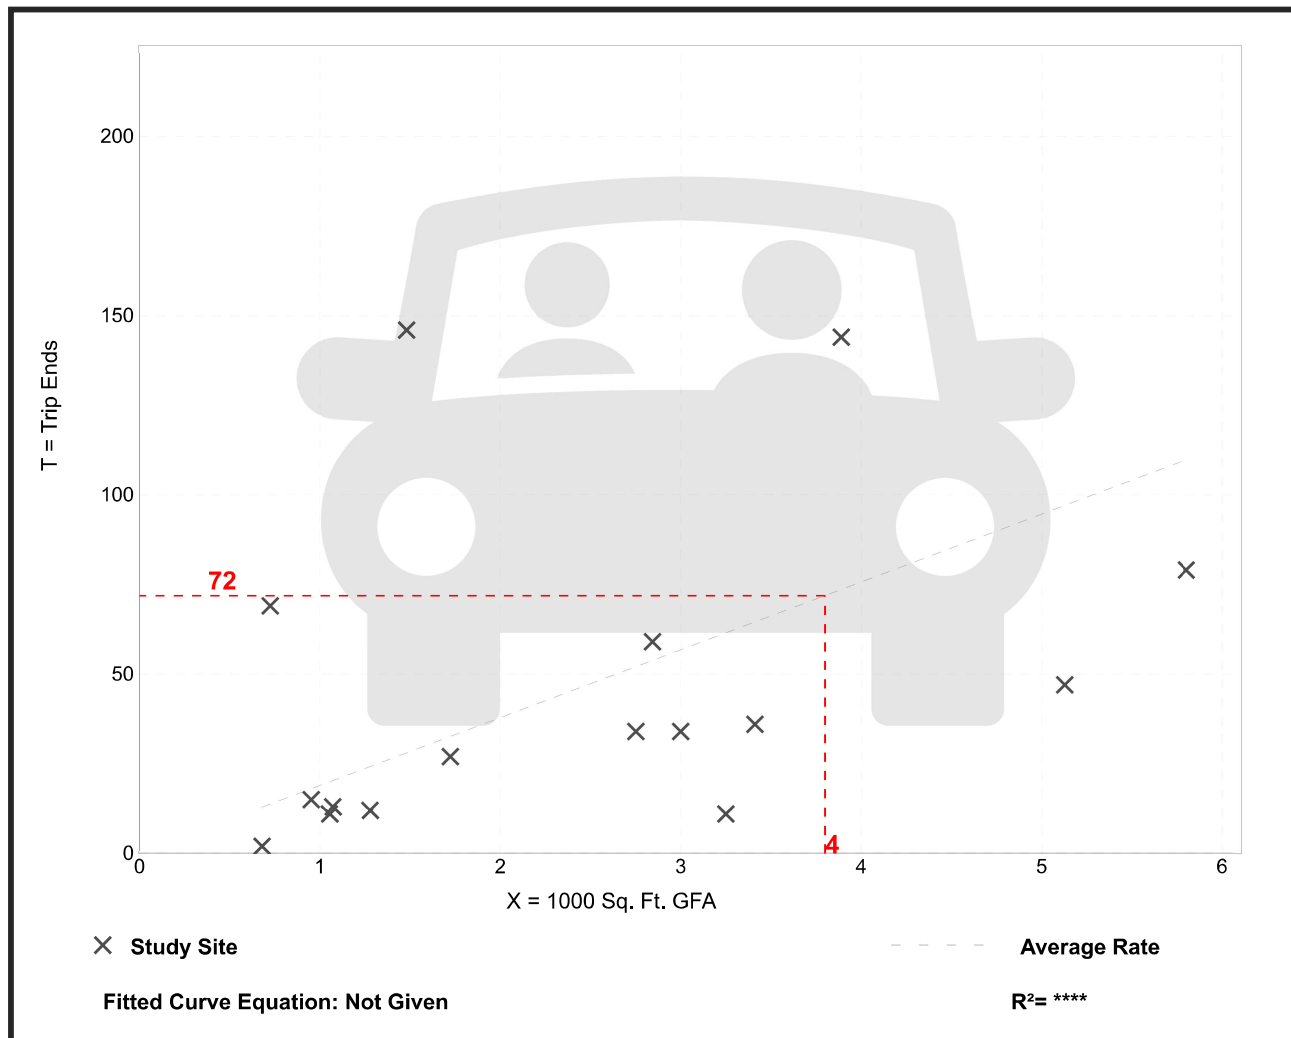 200
150
T = Trip Ends
100
72
50
4
0
0 1 2 3 4 5 6
X = 1000 Sq. Ft. GFA
Study Site
Average Rate
Fitted Curve Equation: Not Given
R²= ****